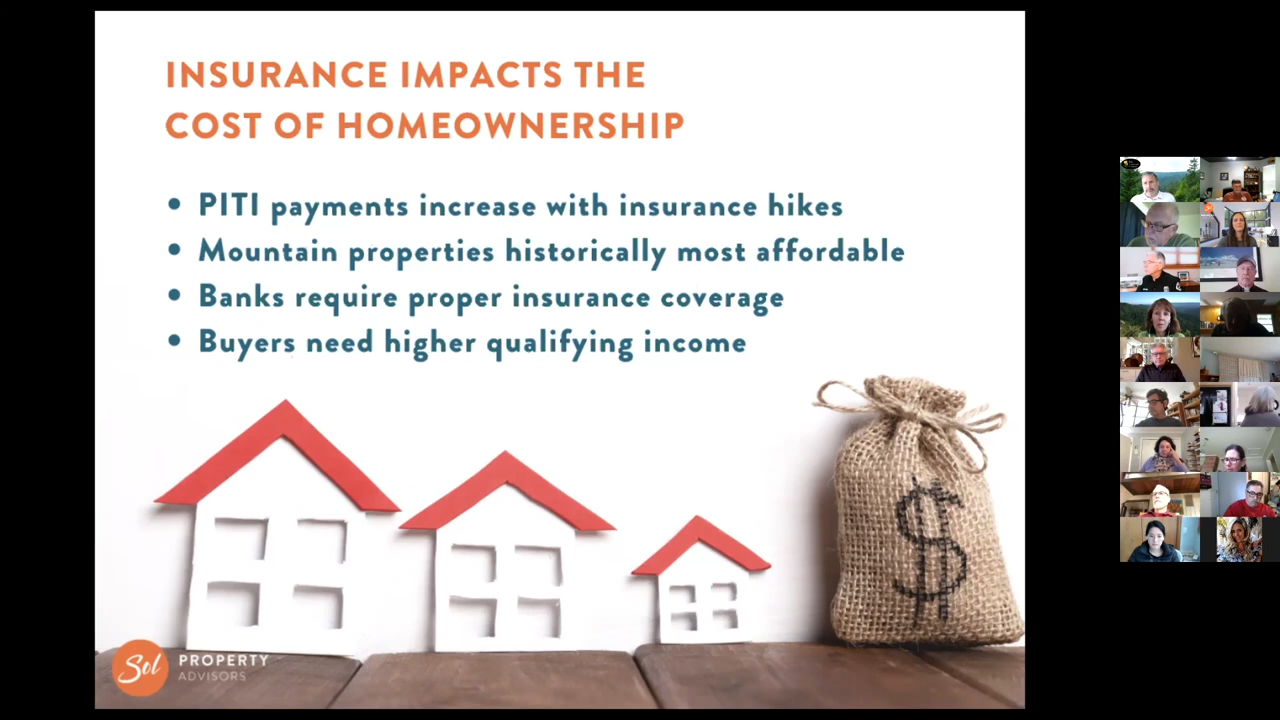 INSURANCE IMPACTS THE
COST OF HOMEOWNERSHIP
• PITI payments increase with insurance hikes
• Mountain properties historically most affordable
• Banks require proper insurance coverage
• Buyers need higher qualifying income
$
Sol PROPERTY
ADVISORS